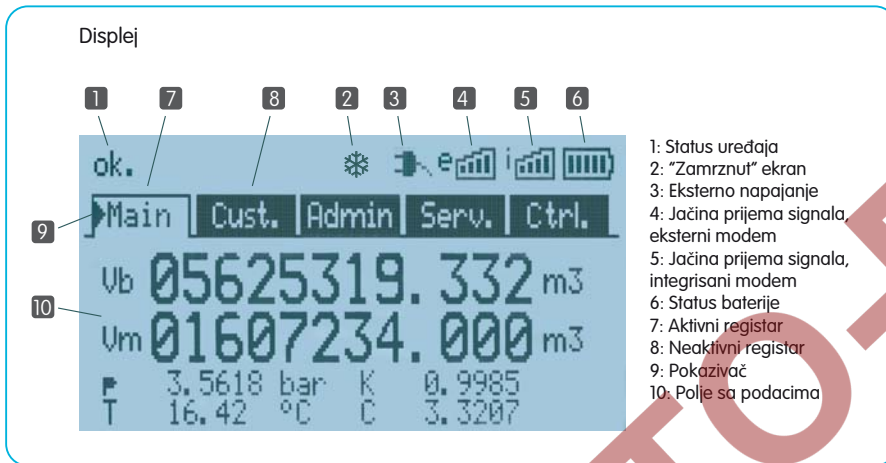 Displej
1 7 8 2 3 4 5 6
ok. e i
Main Cust. Admin Serv. Ctrl.
9
Vb 05625319.332 m3
10
Vm 01607234.000 m3
P 3.5618 bar K 0.9985
T 16.42 ºC C 3.3207
1: Status uređaja
2: "Zamrznut" ekran
3: Eksterno napajanje
4: Jačina prijema signala,
eksterni modem
5: Jačina prijema signala,
integrisani modem
6: Status baterije
7: Aktivni registar
8: Neaktivni registar
9: Pokazivač
10: Polje sa podacima